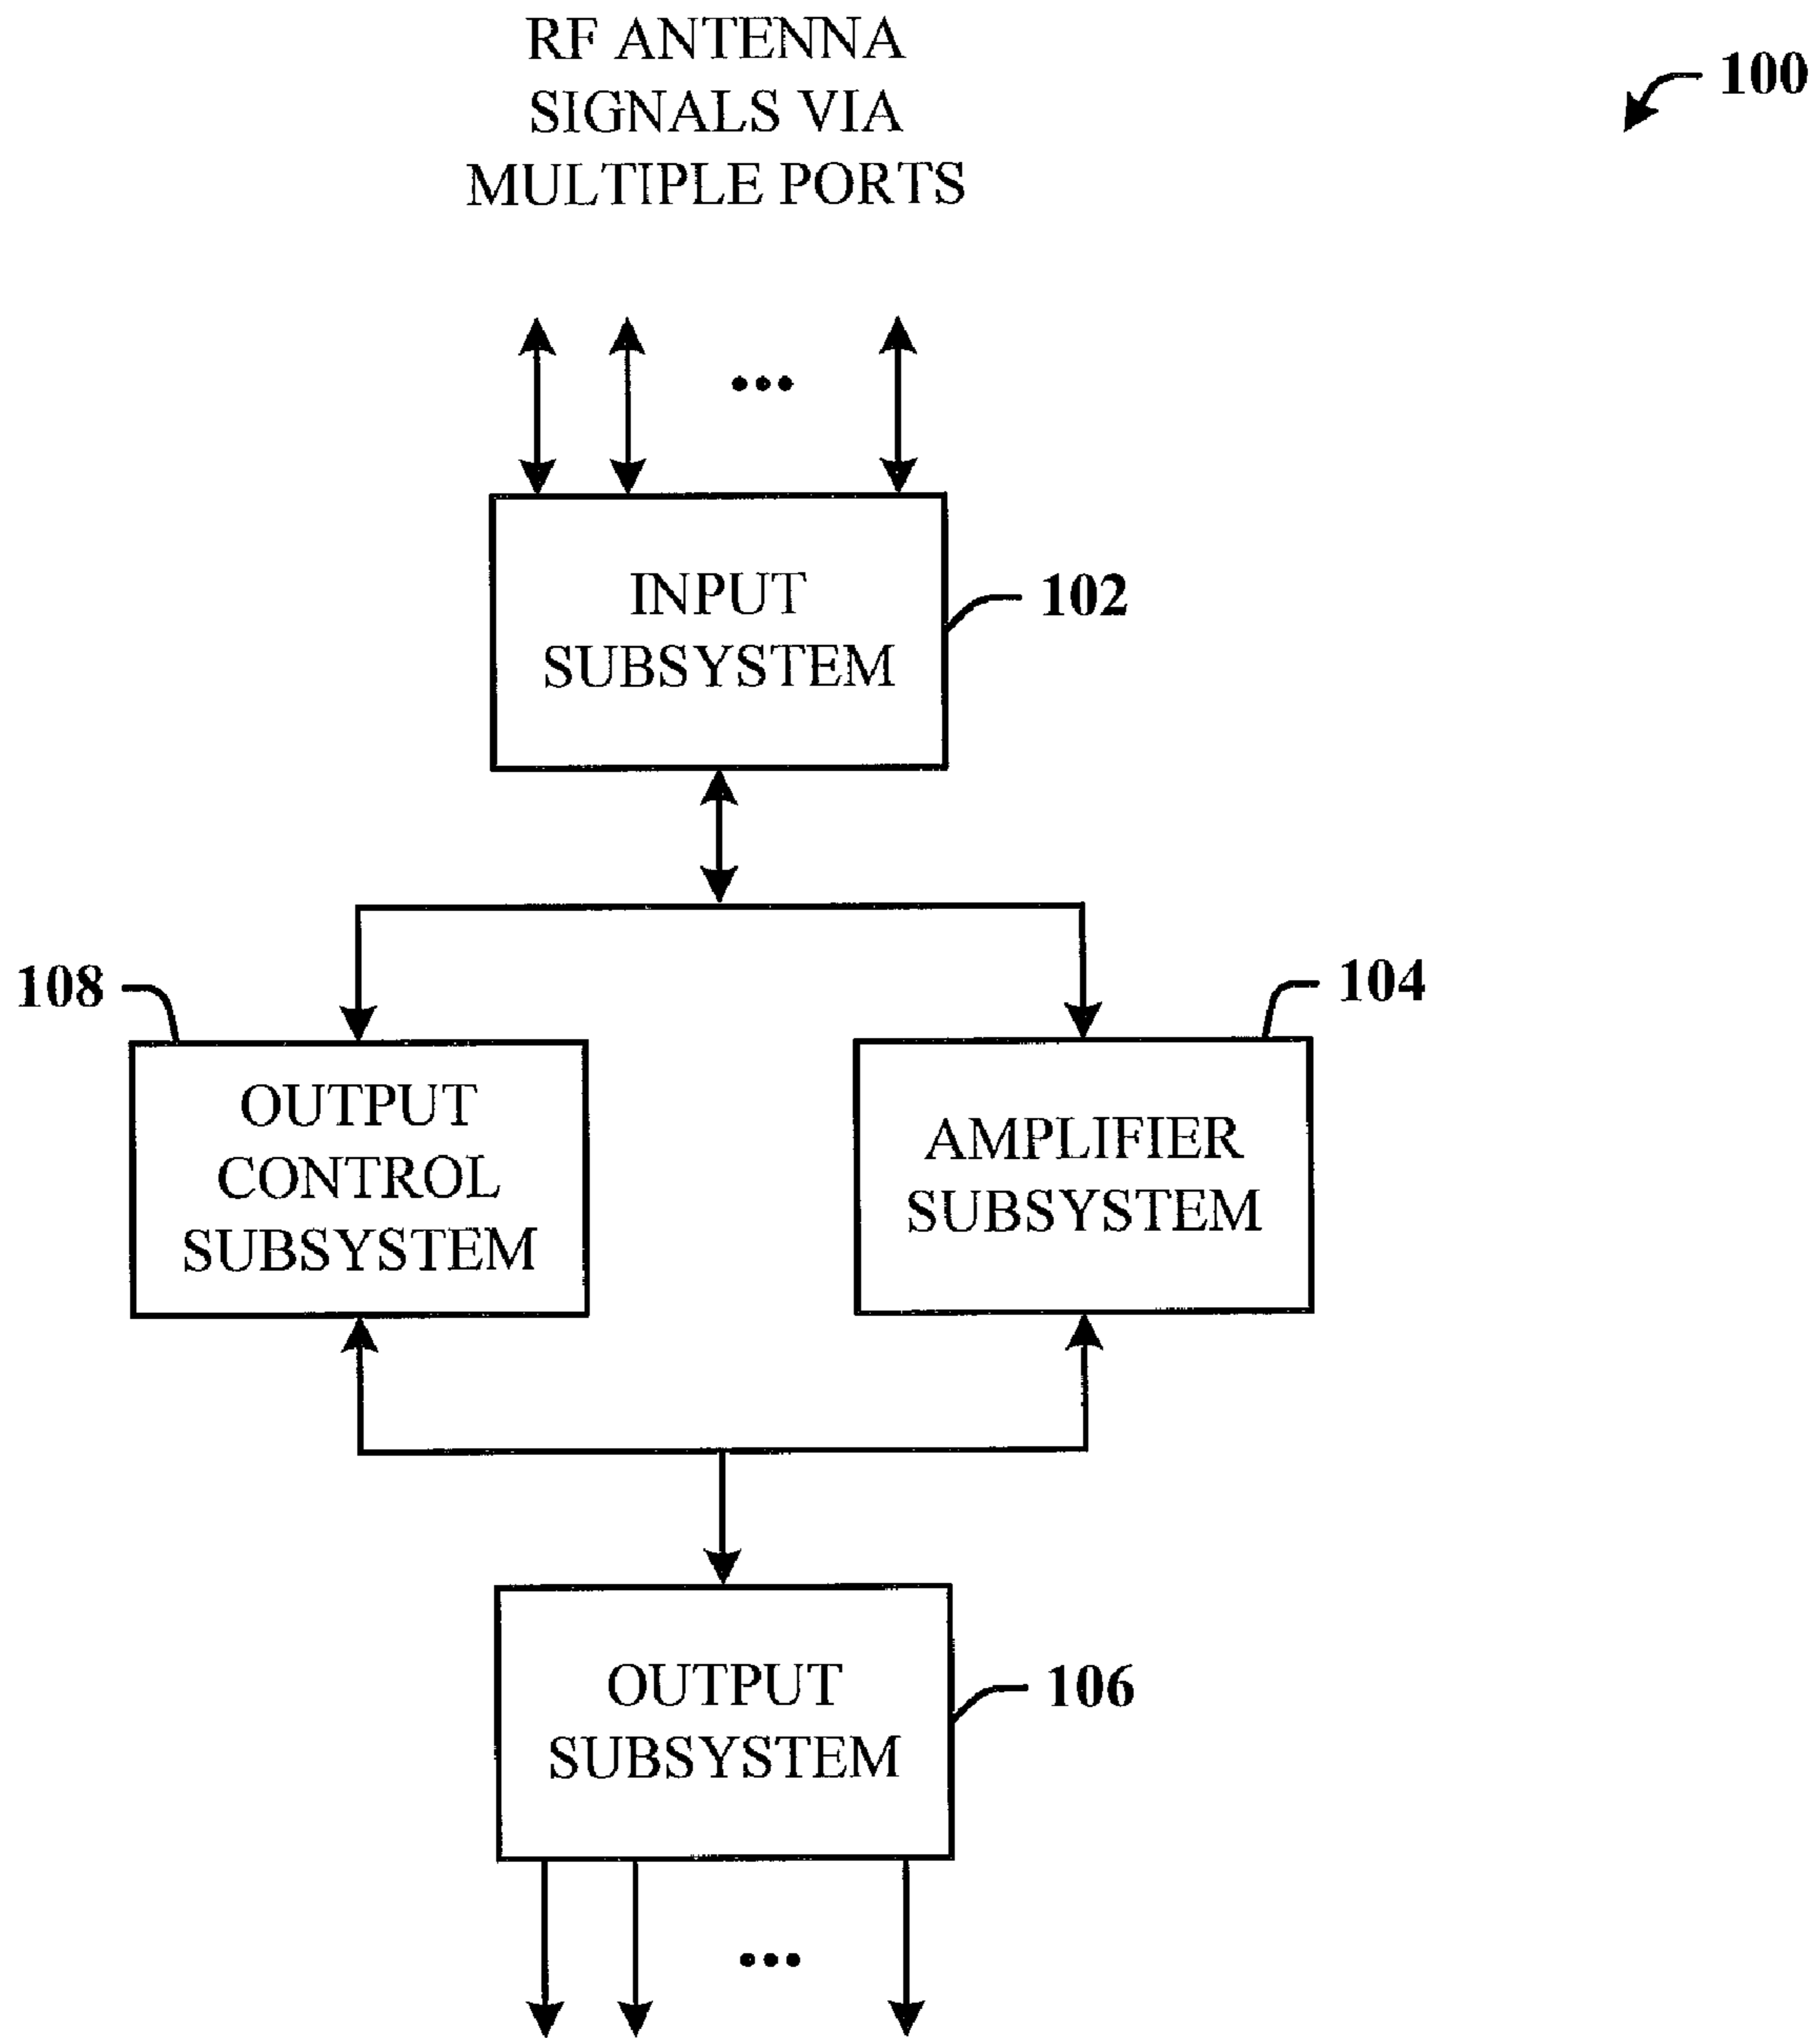 RF ANTENNA
SIGNALS VIA
MULTIPLE PORTS
100
INPUT
SUBSYSTEM
102
108
104
OUTPUT
CONTROL
SUBSYSTEM
AMPLIFIER
SUBSYSTEM
OUTPUT
SUBSYSTEM
106